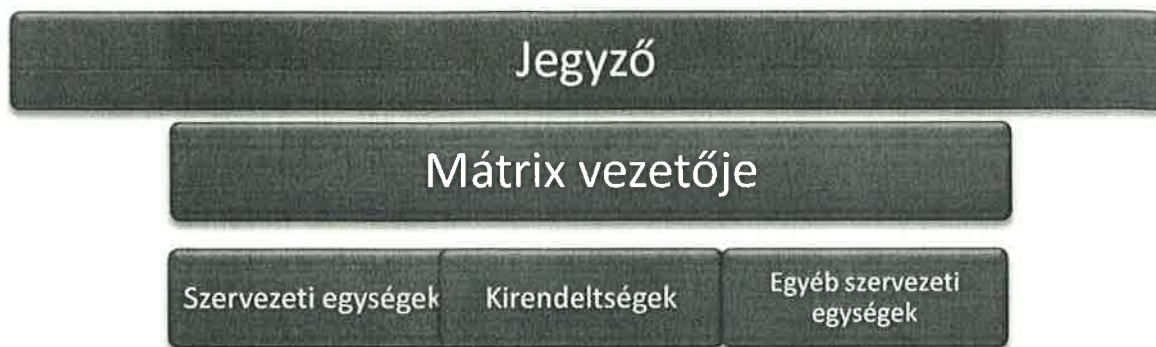 Jegyző
Mátrix vezetője
Szervezeti egységek
Kirendeltségek
Egyéb szervezeti
egységek